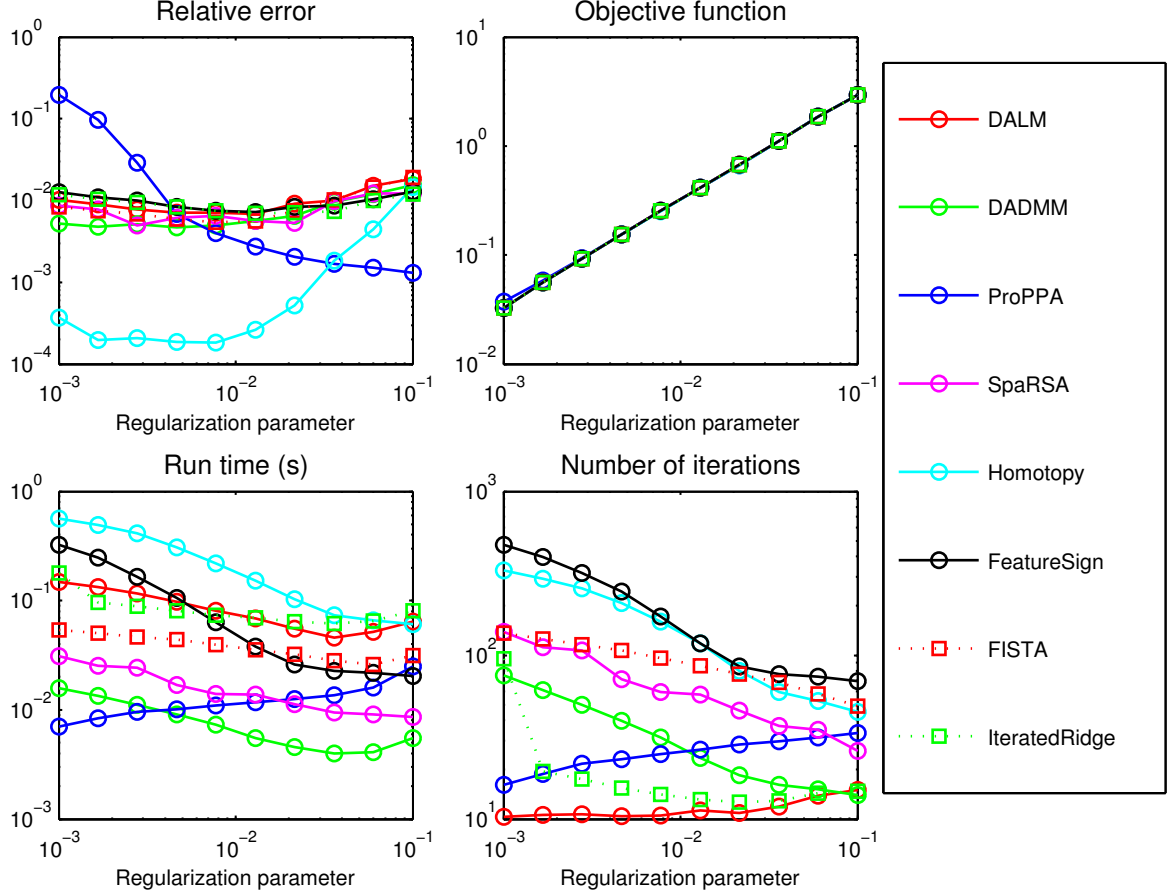 Relative error
10^0
10^-1
10^-2
10^-3
10^-4
10^-3 10^-2 10^-1
Regularization parameter
Objective function
10^1
10^0
10^-1
10^-2
10^-3 10^-2 10^-1
Regularization parameter
Run time (s)
10^0
10^-1
10^-2
10^-3
10^-3 10^-2 10^-1
Regularization parameter
Number of iterations
10^3
10^2
10^1
10^-3 10^-2 10^-1
Regularization parameter
DALM
DADMM
ProPPA
SpaRSA
Homotopy
FeatureSign
FISTA
IteratedRidge